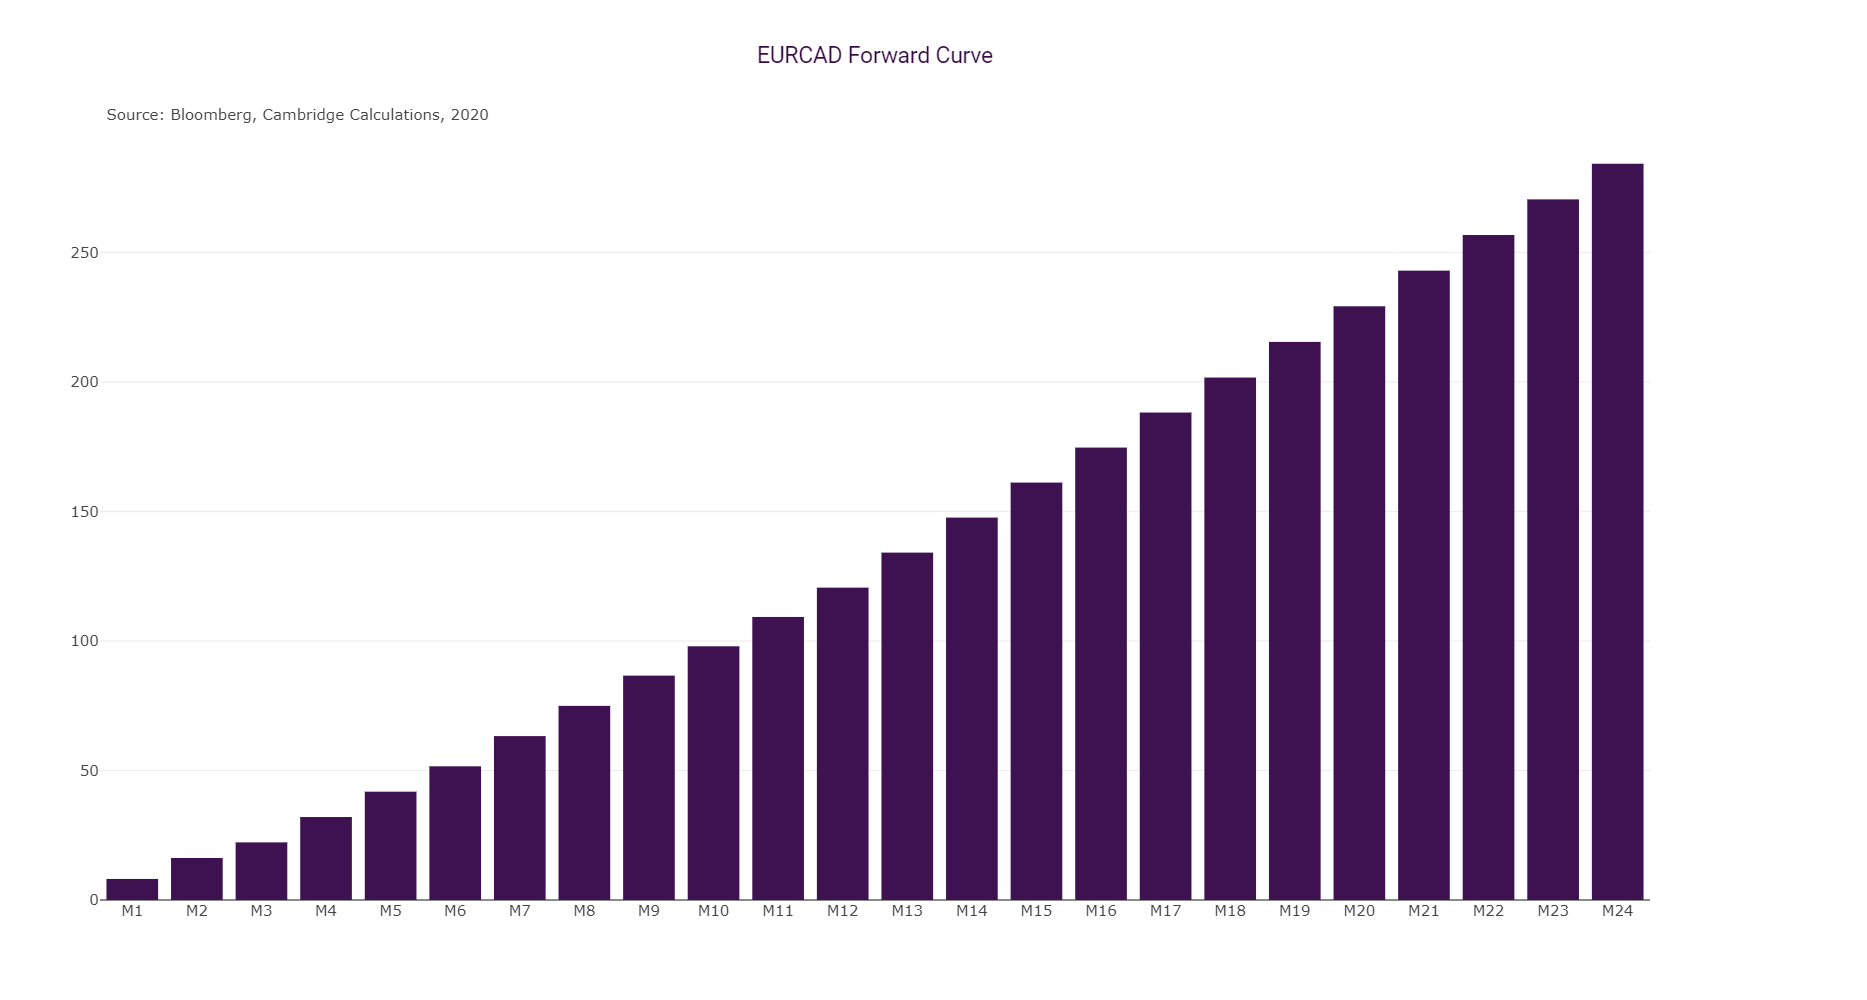 EURCAD Forward Curve
Source: Bloomberg, Cambridge Calculations, 2020
250
200
150
100
50
0
M1 M2 M3 M4 M5 M6 M7 M8 M9 M10 M11 M12 M13 M14 M15 M16 M17 M18 M19 M20 M21 M22 M23 M24